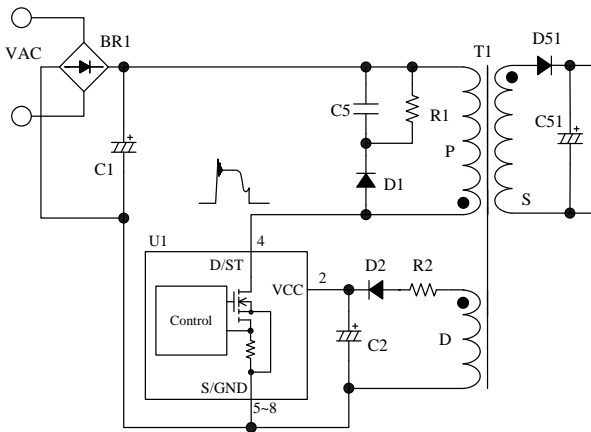 VAC
BR1
T1
D51
C5
R1
C51
P
C1
D1
S
U1
4
D/ST
2
D2
R2
VCC
Control
C2
D
S/GND
5~8
+
+
+